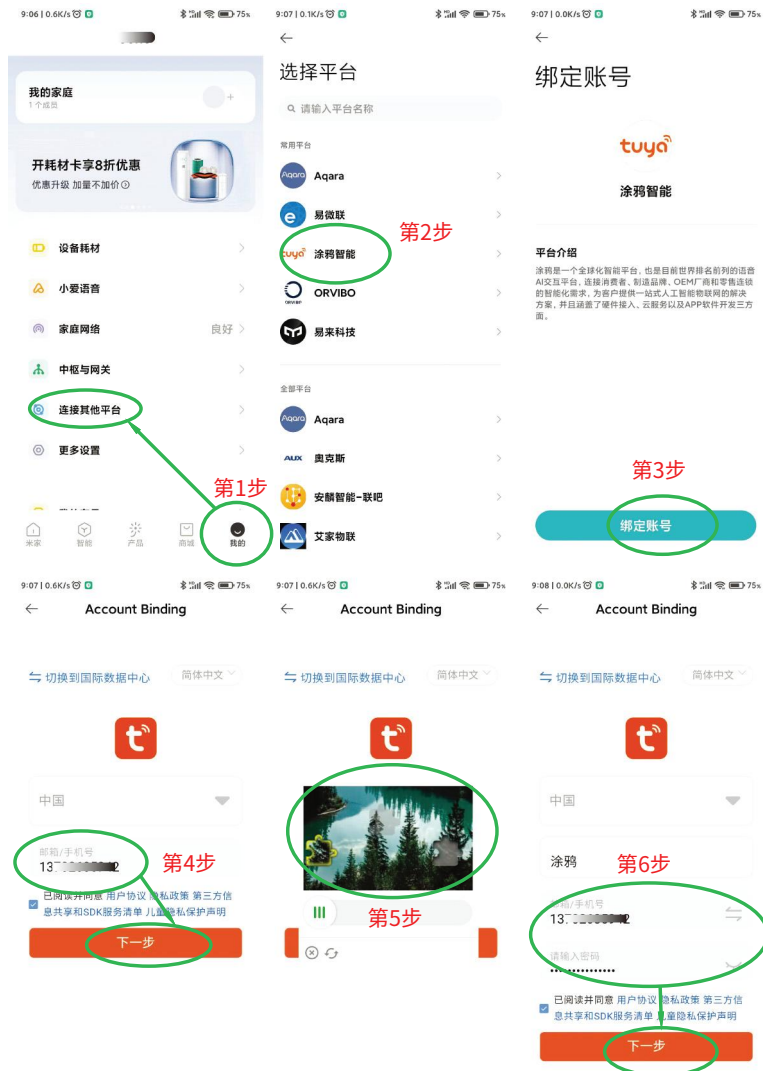 9:06 | 0.6K/s
75%
我的家庭
1个成员
开耗材卡享8折优惠
优惠升级 加量不加价
设备耗材
小爱语音
家庭网络
良好
中枢与网关
连接其他平台
更多设置
第1步
米家
智能
产品
商城
我的
9:07 | 0.1K/s
75%
选择平台
请输入平台名称
常用平台
Aqara
Aqara
易微联
第2步
tuya
涂鸦智能
ORVIBO
ORVIBO
易来科技
全部平台
Aqara
Aqara
AUX
奥克斯
安麟智能-联吧
艾家物联
9:07 | 0.0K/s
75%
绑定账号
tuya
涂鸦智能
平台介绍
涂鸦是一个全球化智能平台，也是目前世界排名前列的语音
AI交互平台，连接消费者、制造品牌、OEM厂商和零售连锁
的智能化需求，为客户提供一站式人工智能物联网的解决
方案，并且涵盖了硬件接入、云服务以及APP软件开发三方
面。
第3步
绑定账号
9:07 | 0.6K/s
75%
Account Binding
切换到国际数据中心
简体中文
中国
邮箱/手机号
13
2
第4步
已阅读并同意 用户协议 隐私政策 第三方信
息共享和SDK服务清单 儿童隐私保护声明
下一步
9:07 | 0.6K/s
75%
Account Binding
切换到国际数据中心
简体中文
第5步
9:08 | 0.0K/s
75%
Account Binding
切换到国际数据中心
简体中文
中国
涂鸦
第6步
邮箱/手机号
13
2
请输入密码
已阅读并同意 用户协议 隐私政策 第三方信
息共享和SDK服务清单 儿童隐私保护声明
下一步